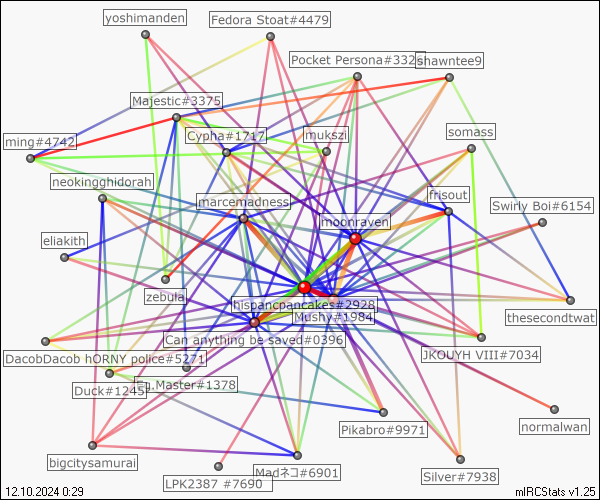 yoshimanden
Fedora Stoat#4479
Pocket Persona#332
shawntee9
Majestic#3375
ming#4742
Cypha#1717
mukszi
somass
neokingghidorah
marcemadness
frisout
Swirly Boi#6154
moonraven
eliakith
zebula
hispancpancakes#2928
thesecondtwat
Mushy#1984
Can anything be saved#0396
DacobDacob hORNY police#5271
JKOUYH VIII#7034
Duck#1245
g.Master#1378
Pikabro#9971
normalwan
bigcitysamurai
LPK2387 #7690
Madネコ#6901
Silver#7938
12.10.2024 0:29
mIRCStats v1.25